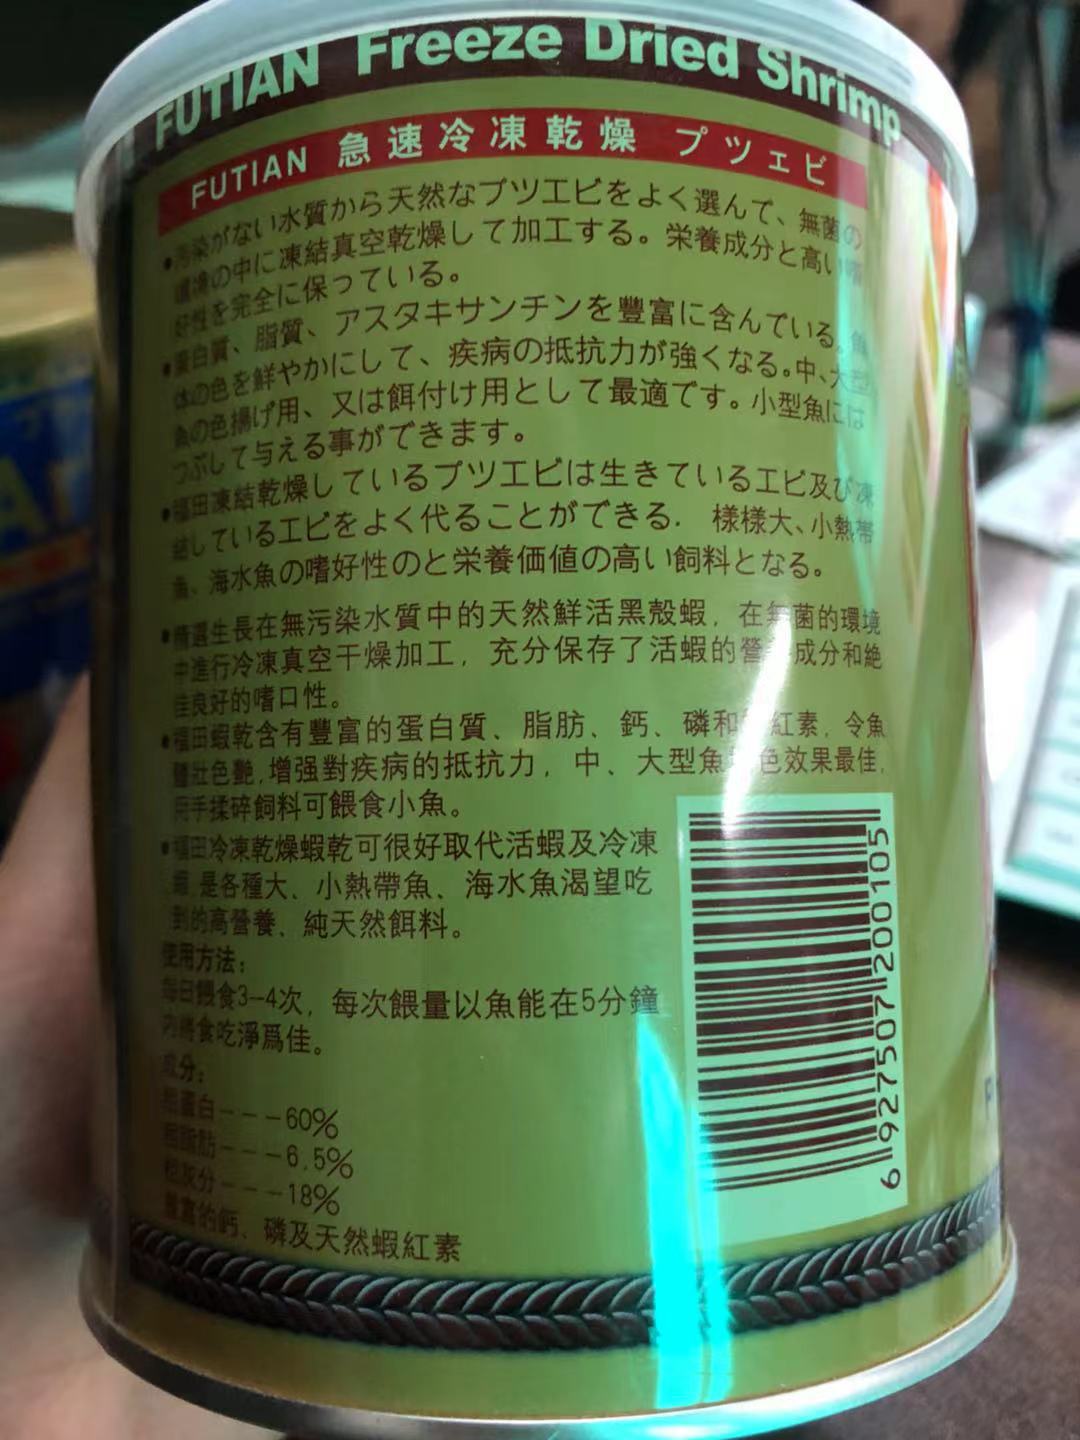 FUTIAN Freeze Dried Shrimp
FUTIAN 急速冷凍乾燥 プツェビ
•汚染がない水質から天然なプツエビをよく選んで、無菌の
の中に凍結真空乾燥して加工する。栄養成分と高い
好性を完全に保っている。
•蛋白質、脂質、アスタキサンチンを豐富に含んている。
体の色を鮮やかにして、疾病の抵抗力が強くなる。中、大型
魚の色揚げ用、又は餌付け用として最適です。小型魚には
つぶして与える事ができます。
•福田凍結乾燥しているプツエビは生きているエビ及び凍
結しているエビをよく代ることができる. 樣樣大、小熱帶
魚、海水魚の嗜好性のと栄養価値の高い飼料となる。
•精選生長在無污染水質中的天然鮮活黑殼蝦，在無菌的環境
中進行冷凍真空干燥加工，充分保存了活蝦的營養成分和絶
佳良好的嗜口性。
•福田蝦乾含有豐富的蛋白質、脂肪、鈣、磷和紅素，令魚
體壯色艷,增强對疾病的抵抗力，中、大型魚色效果最佳,
用手揉碎飼料可餵食小魚。
•福田冷凍乾燥蝦乾可很好取代活蝦及冷凍
蝦,是各種大、小熱帶魚、海水魚渴望吃
到的高營養、純天然餌料。
使用方法:
每日餵食3-4次，每次餵量以魚能在5分鐘
内將食吃淨爲佳。
成分:
蛋白---60%
脂肪---6.5%
粗灰分---18%
豐富的鈣、磷及天然蝦紅素
6927507200105